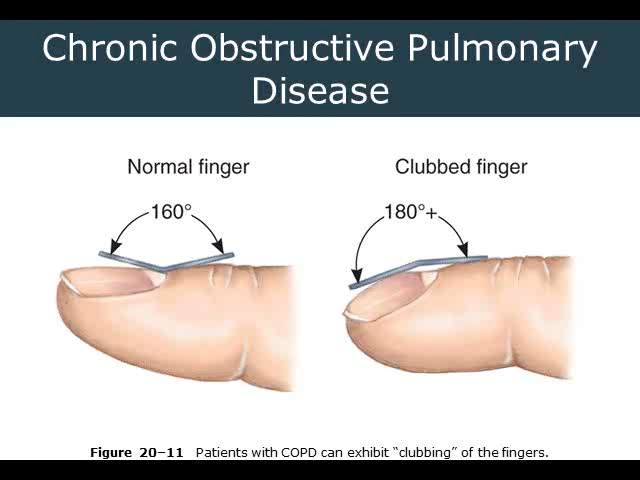 Chronic Obstructive Pulmonary
Disease
Normal finger
Clubbed finger
160°
180°+
Figure 20–11 Patients with COPD can exhibit “clubbing” of the fingers.